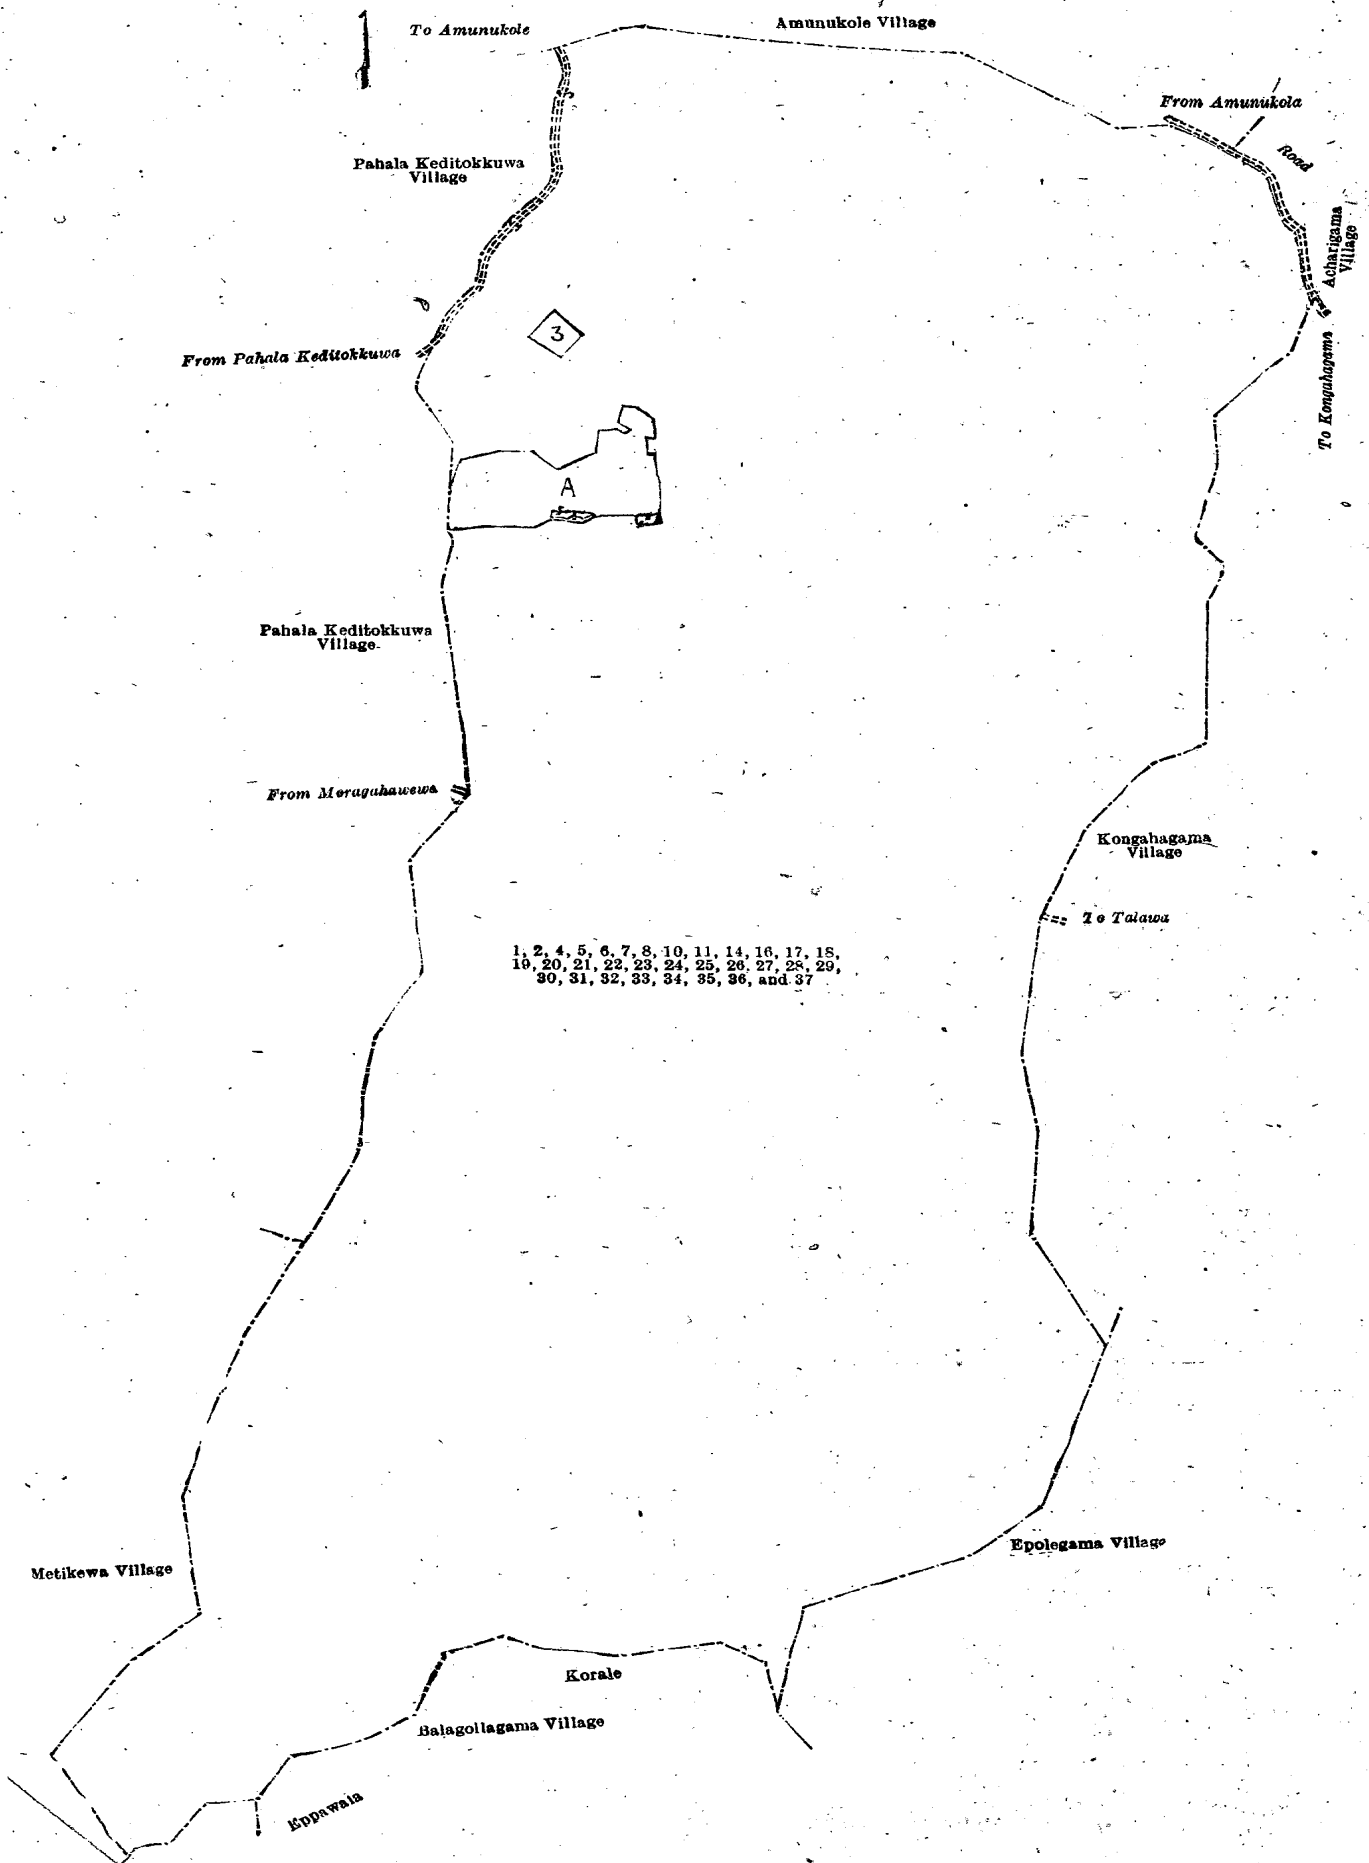 To Amunukole
Amunukole Village
From Amunukola
Road
Pahala Keditokkuwa
Village
Acharigama
Village
3
From Pahala Keditokkuwa
To Kongahagama
A
Pahala Keditokkuwa
Village
From Moragahawewa
Kongahagama
Village
To Talawa
1, 2, 4, 5, 6, 7, 8, 10, 11, 14, 16, 17, 18,
19, 20, 21, 22, 23, 24, 25, 26, 27, 28, 29,
30, 31, 32, 33, 34, 35, 36, and 37
Epolegama Village
Metikewa Village
Korale
Balagollagama Village
Eppawala